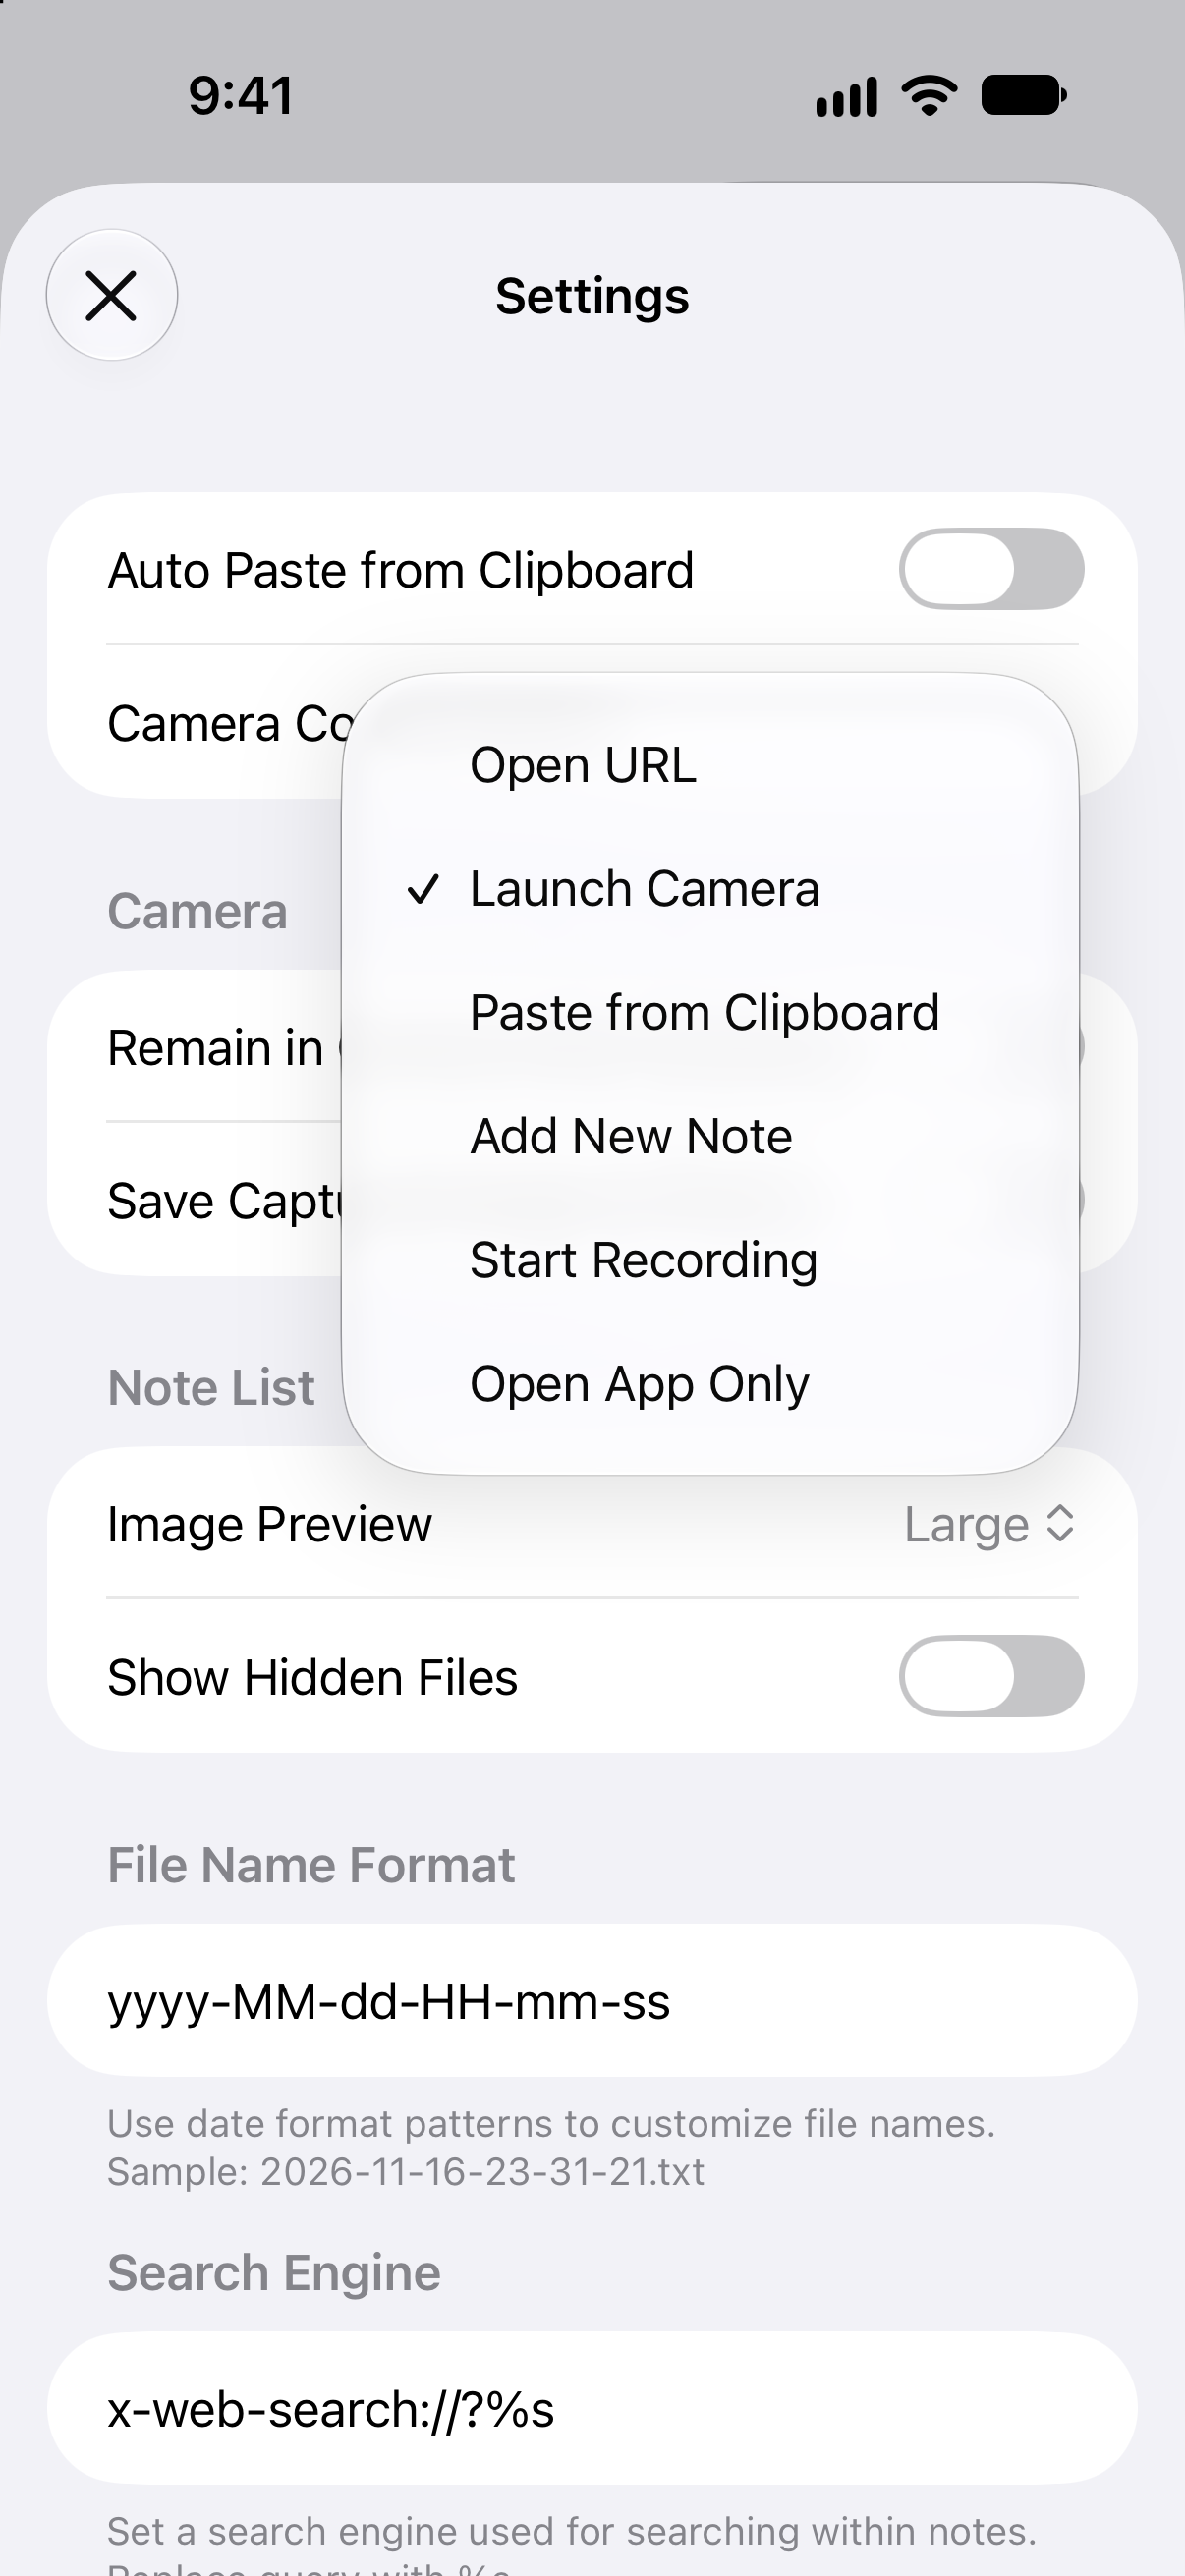 9:41
Settings
Auto Paste from Clipboard
Camera
Open URL
Launch Camera
Paste from Clipboard
Add New Note
Start Recording
Open App Only
Camera
Remain in
Save
Note List
Image Preview
Large
Show Hidden Files
File Name Format
yyyy-MM-dd-HH-mm-ss
Use date format patterns to customize file names.
Sample: 2026-11-16-23-31-21.txt
Search Engine
x-web-search://?%s
Set a search engine used for searching within notes.
Replace query with %s